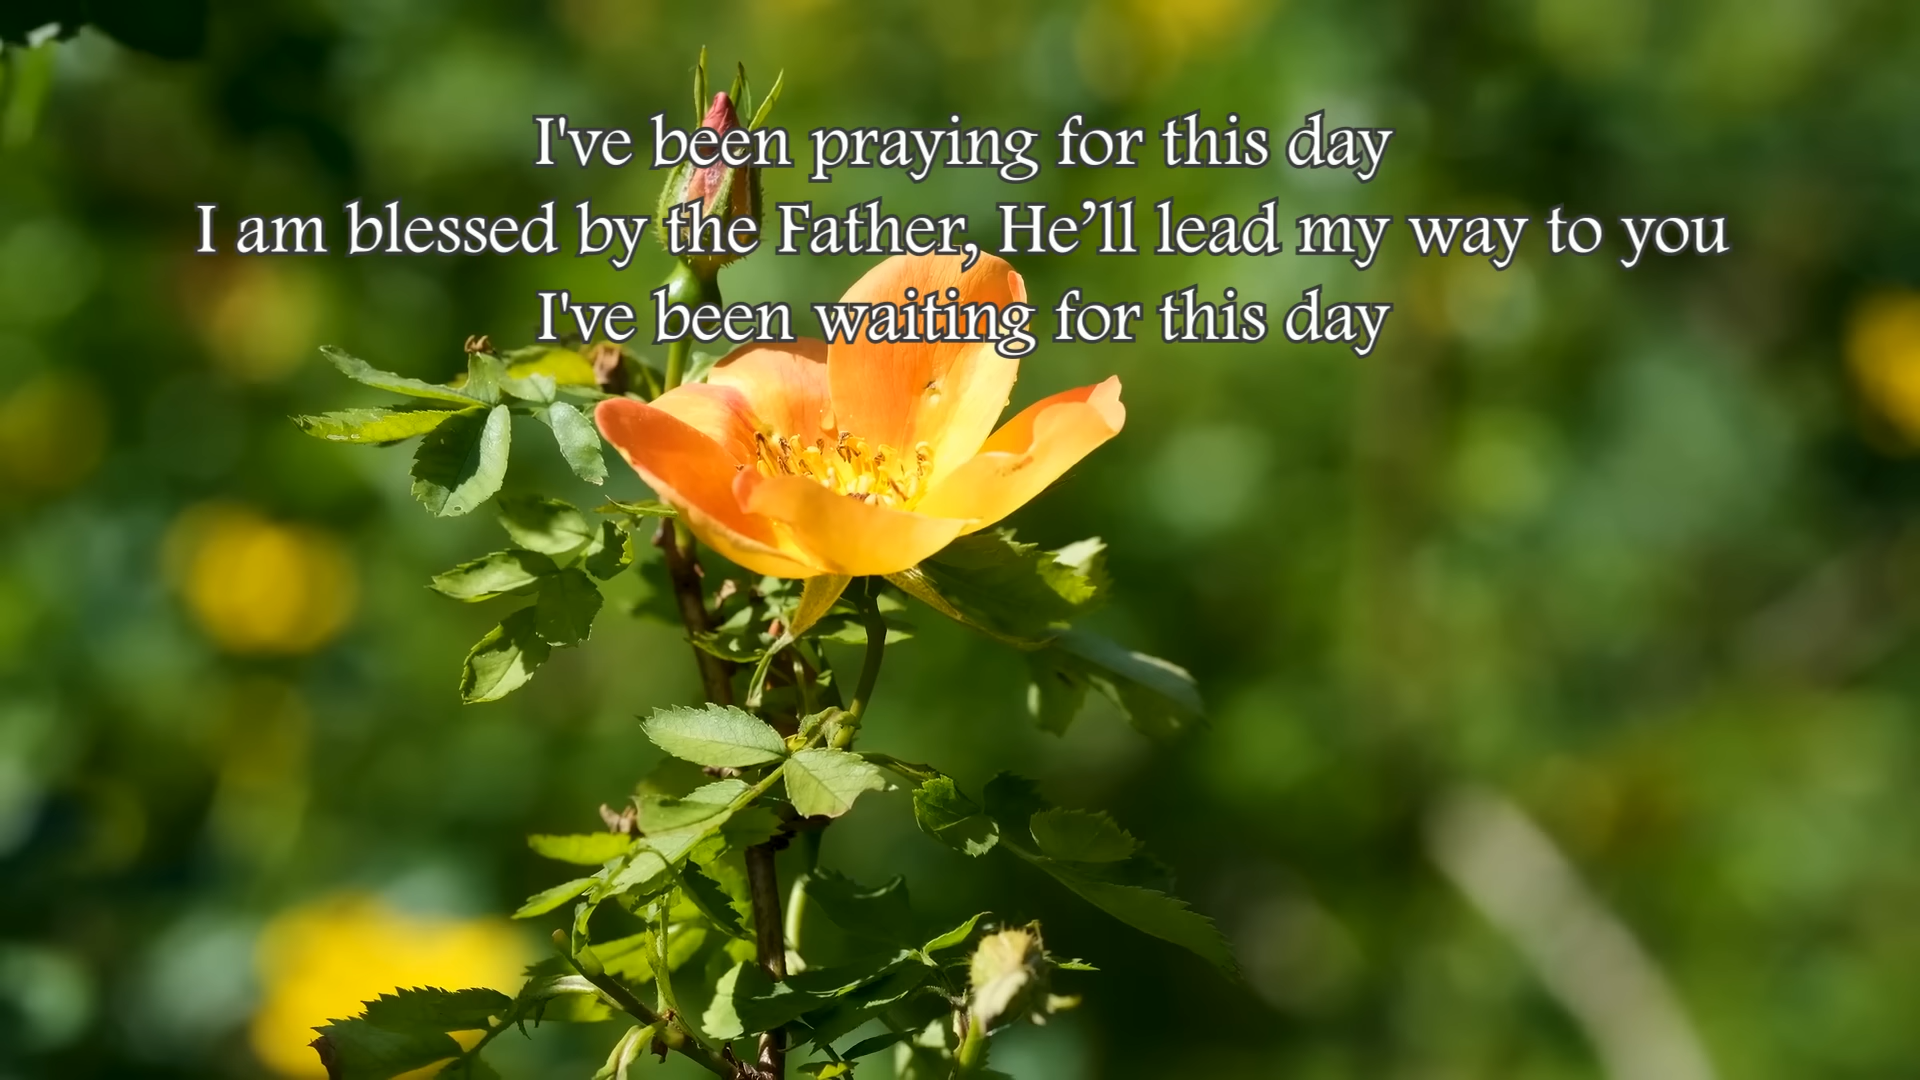 I've been praying for this day
I am blessed by the Father, He’ll lead my way to you
I've been waiting for this day